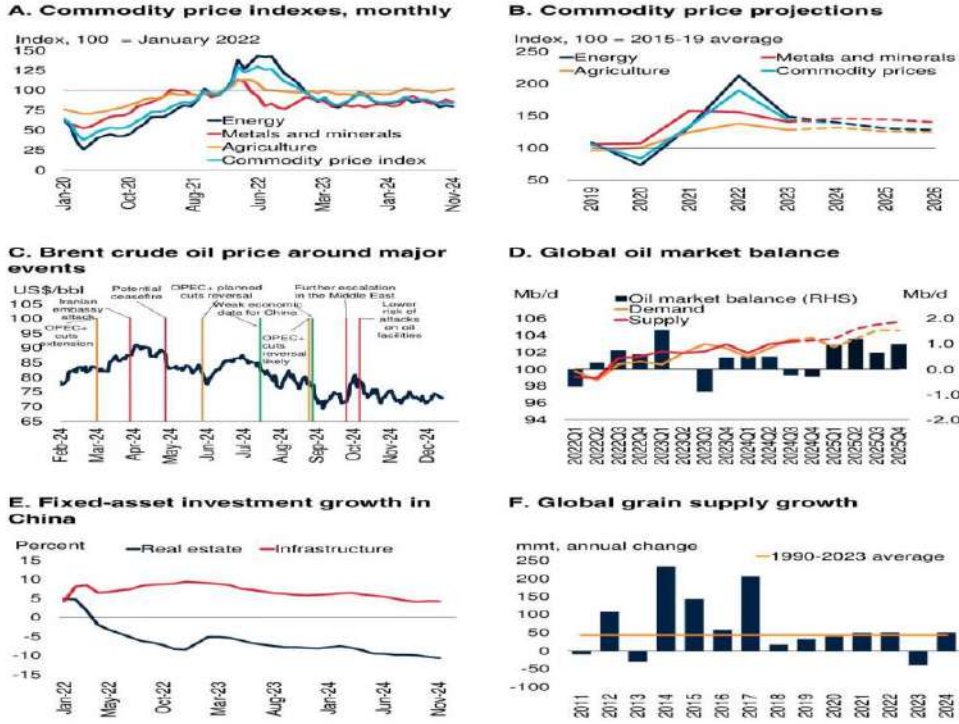 A. Commodity price indexes, monthly
Index, 100 = January 2022
150
125
100
75
50
25
0
Energy
Metals and minerals
Agriculture
Commodity price index
Jan-20
Oct-20
Aug-21
Jun-22
Mar-23
Jan-24
Nov-24
B. Commodity price projections
Index, 100 = 2015-19 average
250
200
150
100
50
Energy
Metals and minerals
Agriculture
Commodity prices
2019
2020
2021
2022
2023
2024
2025
2026
C. Brent crude oil price around major
events
US$/bbl
105
100
95
90
85
80
75
70
65
Iranian
embassy
attack
OPEC+
cuts
extension
Potential
ceasefire
OPEC+ planned
cuts reversal
Weak economic
data for China
OPEC+
cuts
reversal
likely
Further escalation
in the Middle East
Lower
risk of
attacks
on oil
facilities
Feb-24
Mar-24
Apr-24
May-24
Jun-24
Jul-24
Aug-24
Sep-24
Oct-24
Nov-24
Dec-24
D. Global oil market balance
Mb/d
Mb/d
106
104
102
100
98
96
94
Oil market balance (RHS)
Demand
Supply
2.0
1.0
0.0
-1.0
-2.0
2022Q1
2022Q2
2022Q3
2022Q4
2023Q1
2023Q2
2023Q3
2023Q4
2024Q1
2024Q2
2024Q3
2024Q4
2025Q1
2025Q2
2025Q3
2025Q4
E. Fixed-asset investment growth in
China
Percent
Real estate
Infrastructure
15
10
5
0
-5
-10
-15
Jan-22
May-22
Oct-22
Mar-23
Aug-23
Jan-24
Jun-24
Nov-24
F. Global grain supply growth
mmt, annual change
1990-2023 average
250
200
150
100
50
0
-50
-100
2011
2012
2013
2014
2015
2016
2017
2018
2019
2020
2021
2022
2023
2024